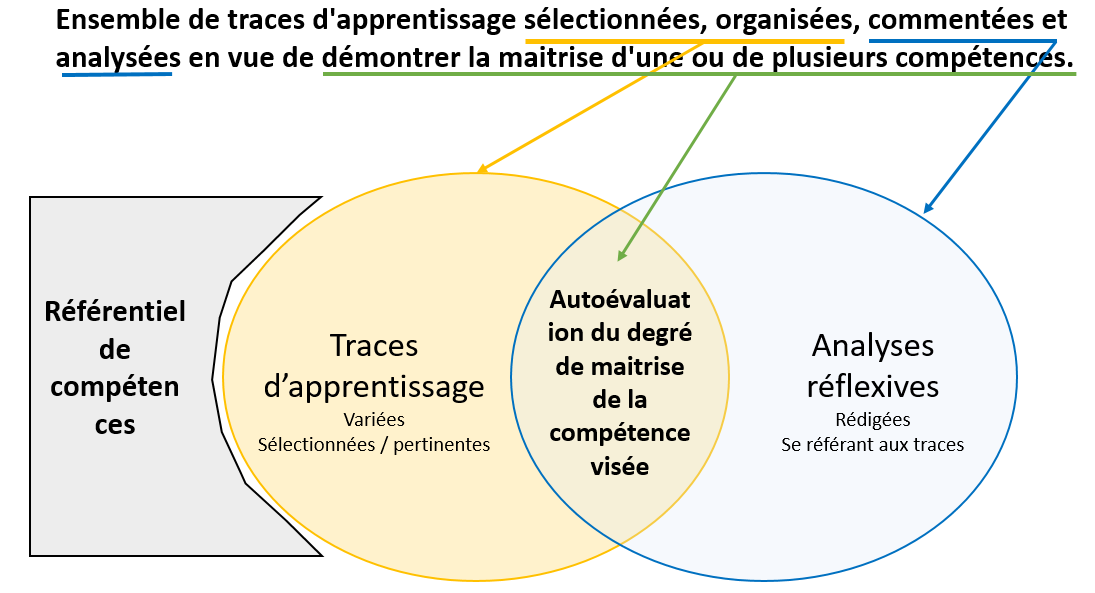 Ensemble de traces d'apprentissage sélectionnées, organisées, commentées et
analysées en vue de démontrer la maitrise d'une ou de plusieurs compétences.
Référentiel
de
compéten
ces
Traces
d’apprentissage
Variées
Sélectionnées / pertinentes
Autoévaluat
ion du degré
de maitrise
de la
compétence
visée
Analyses
réflexives
Rédigées
Se référant aux traces